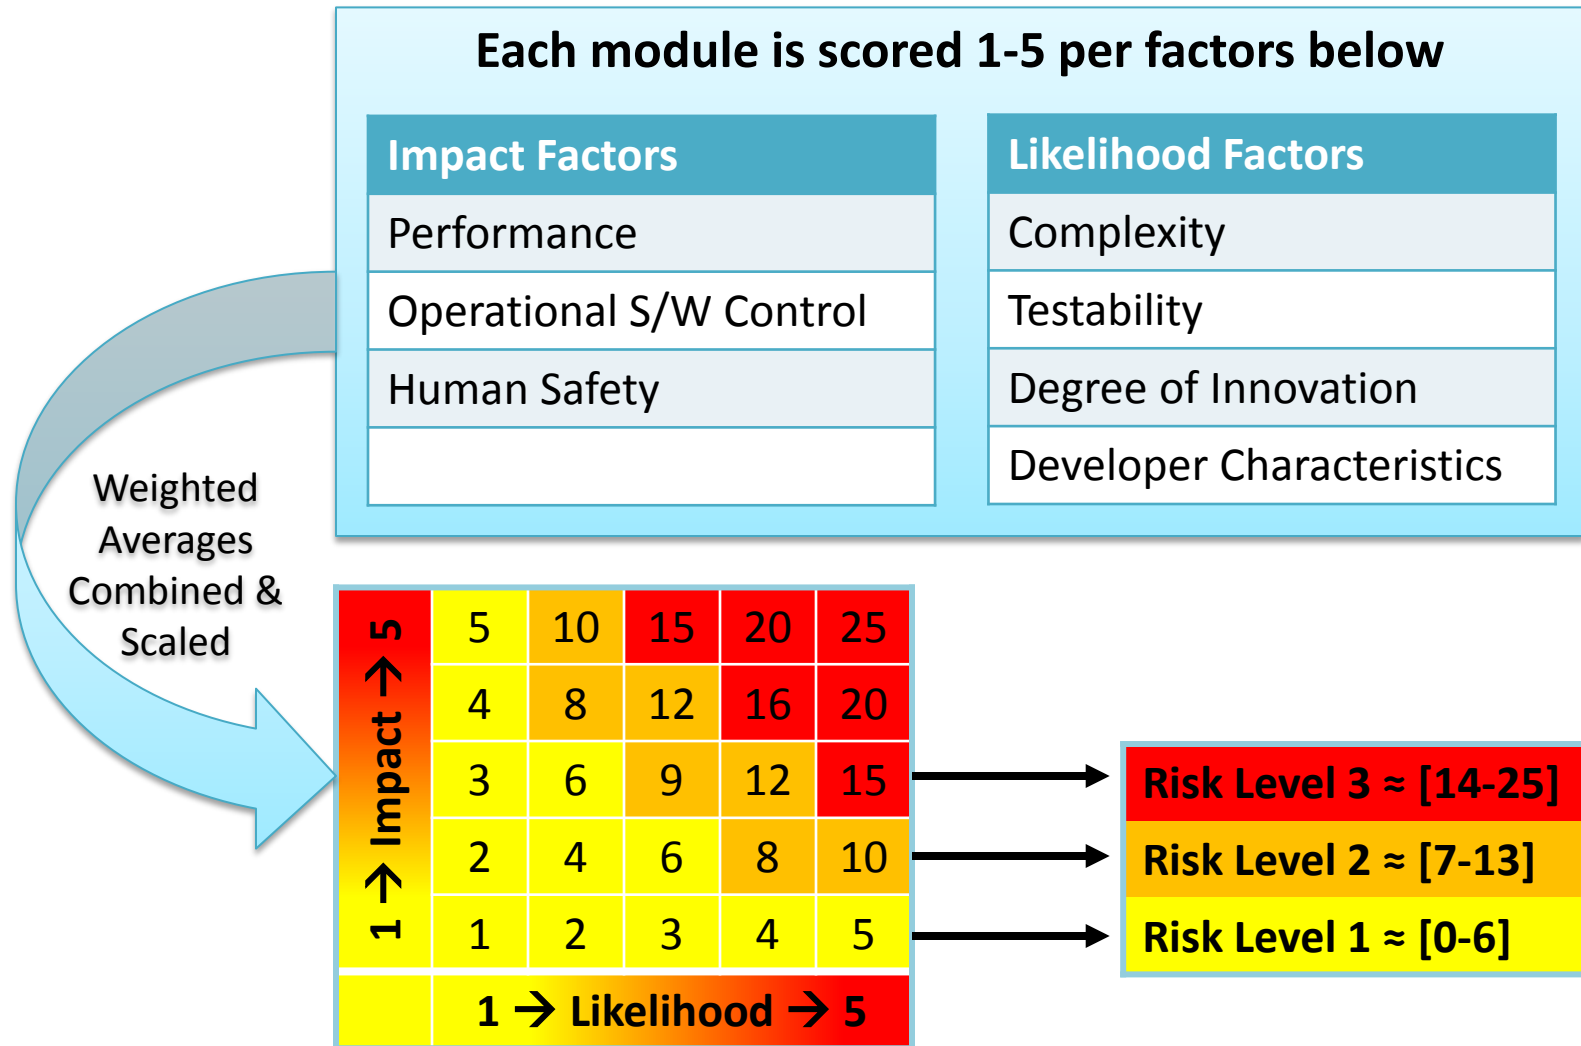 Each module is scored 1-5 per factors below
Impact Factors
Performance
Operational S/W Control
Human Safety
Likelihood Factors
Complexity
Testability
Degree of Innovation
Developer Characteristics
Weighted
Averages
Combined &
Scaled
1 → Impact → 5
5 10 15 20 25
4 8 12 16 20
3 6 9 12 15
2 4 6 8 10
1 2 3 4 5
1 → Likelihood → 5
Risk Level 3 ≈ [14-25]
Risk Level 2 ≈ [7-13]
Risk Level 1 ≈ [0-6]